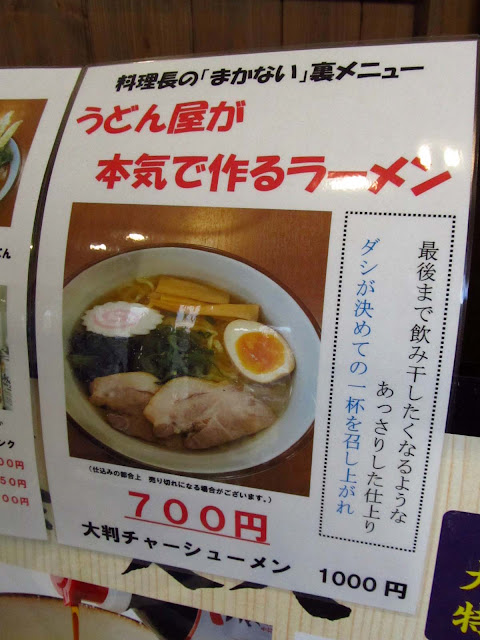 料理長の「まかない」裏メニュー
うどん屋が
本気で作るラーメン
最後まで飲み干したくなるような
あっさりした仕上り
ダシが決めての一杯を召し上がれ
(仕込みの都合上 売り切れになる場合がございます。)
700円
大判チャーシューメン 1000円